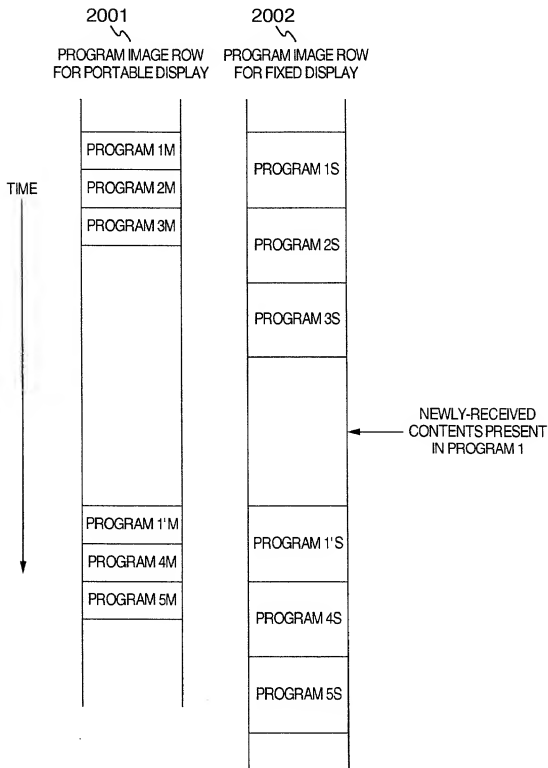 2001
PROGRAM IMAGE ROW
FOR PORTABLE DISPLAY
2002
PROGRAM IMAGE ROW
FOR FIXED DISPLAY
TIME
PROGRAM 1M
PROGRAM 2M
PROGRAM 3M
PROGRAM 1'M
PROGRAM 4M
PROGRAM 5M
PROGRAM 1S
PROGRAM 2S
PROGRAM 3S
PROGRAM 1'S
PROGRAM 4S
PROGRAM 5S
NEWLY-RECEIVED
CONTENTS PRESENT
IN PROGRAM 1